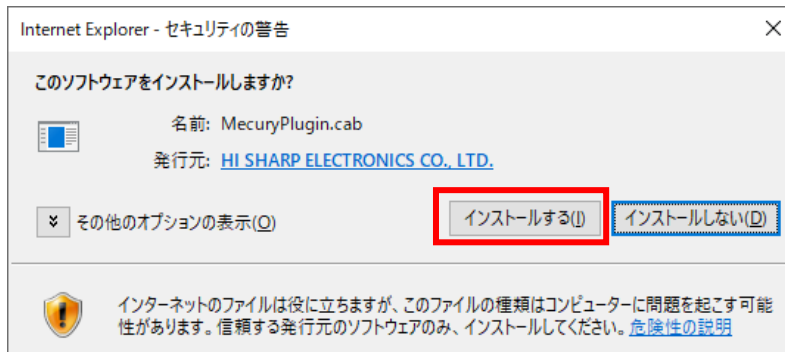 Internet Explorer - セキュリティの警告
このソフトウェアをインストールしますか?
名前: MecuryPlugin.cab
発行元: HI SHARP ELECTRONICS CO., LTD.
その他のオプションの表示(O)
インストールする(I)
インストールしない(D)
インターネットのファイルは役に立ちますが、このファイルの種類はコンピューターに問題を起こす可能
性があります。信頼する発行元のソフトウェアのみ、インストールしてください。危険性の説明